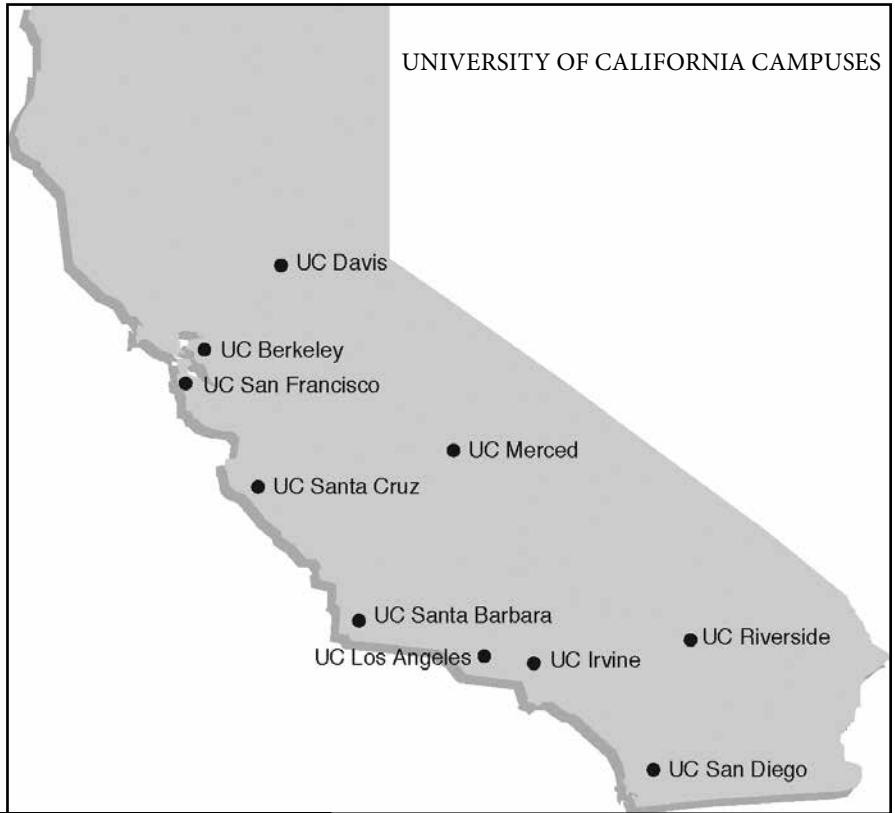 UNIVERSITY OF CALIFORNIA CAMPUSES
UC Davis
UC Berkeley
UC San Francisco
UC Merced
UC Santa Cruz
UC Santa Barbara
UC Riverside
UC Los Angeles
UC Irvine
UC San Diego